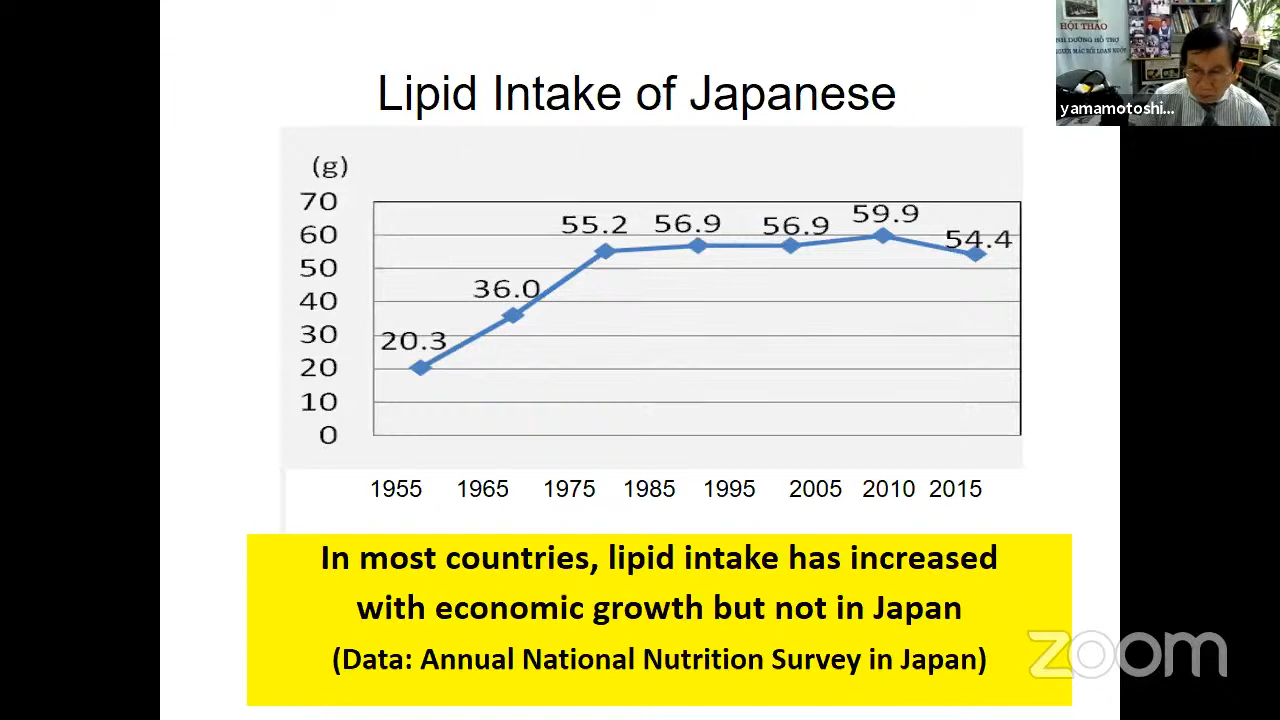 Lipid Intake of Japanese
(g)
70
60
50
40
30
20
10
0
20.3
36.0
55.2
56.9
56.9
59.9
54.4
1955 1965 1975 1985 1995 2005 2010 2015
In most countries, lipid intake has increased
with economic growth but not in Japan
(Data: Annual National Nutrition Survey in Japan)
HỘI THẢO
yamamotoshi...
zoom